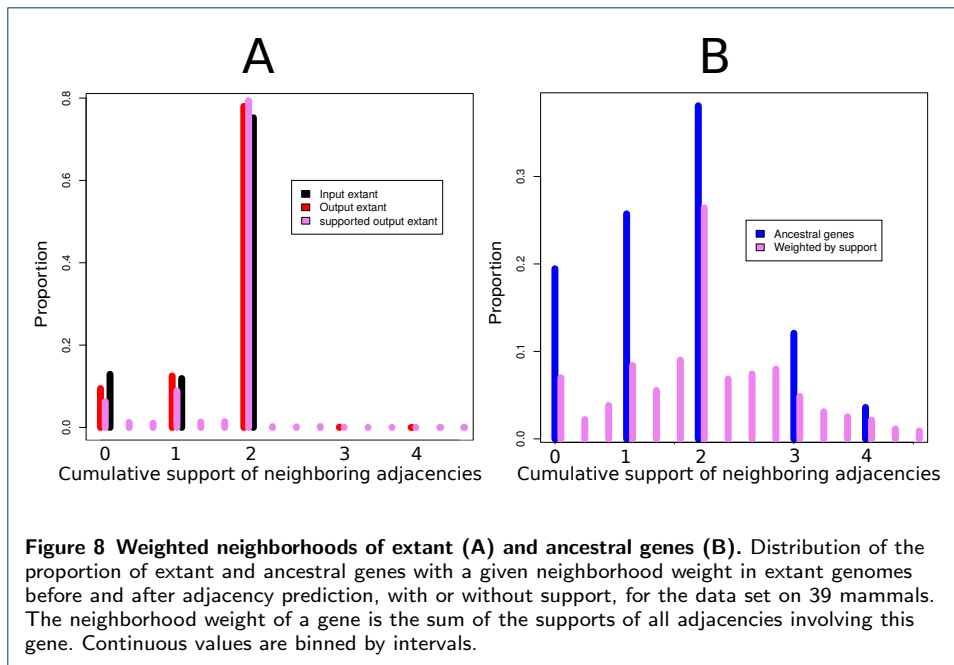 A
B
0.8
0.6
0.4
0.2
0.0
Proportion
Input extant
Output extant
supported output extant
0 1 2 3 4
Cumulative support of neighboring adjacencies
0.3
0.2
0.1
0.0
Proportion
Ancestral genes
Weighted by support
0 1 2 3 4
Cumulative support of neighboring adjacencies
Figure 8 Weighted neighborhoods of extant (A) and ancestral genes (B). Distribution of the
proportion of extant and ancestral genes with a given neighborhood weight in extant genomes
before and after adjacency prediction, with or without support, for the data set on 39 mammals.
The neighborhood weight of a gene is the sum of the supports of all adjacencies involving this
gene. Continuous values are binned by intervals.